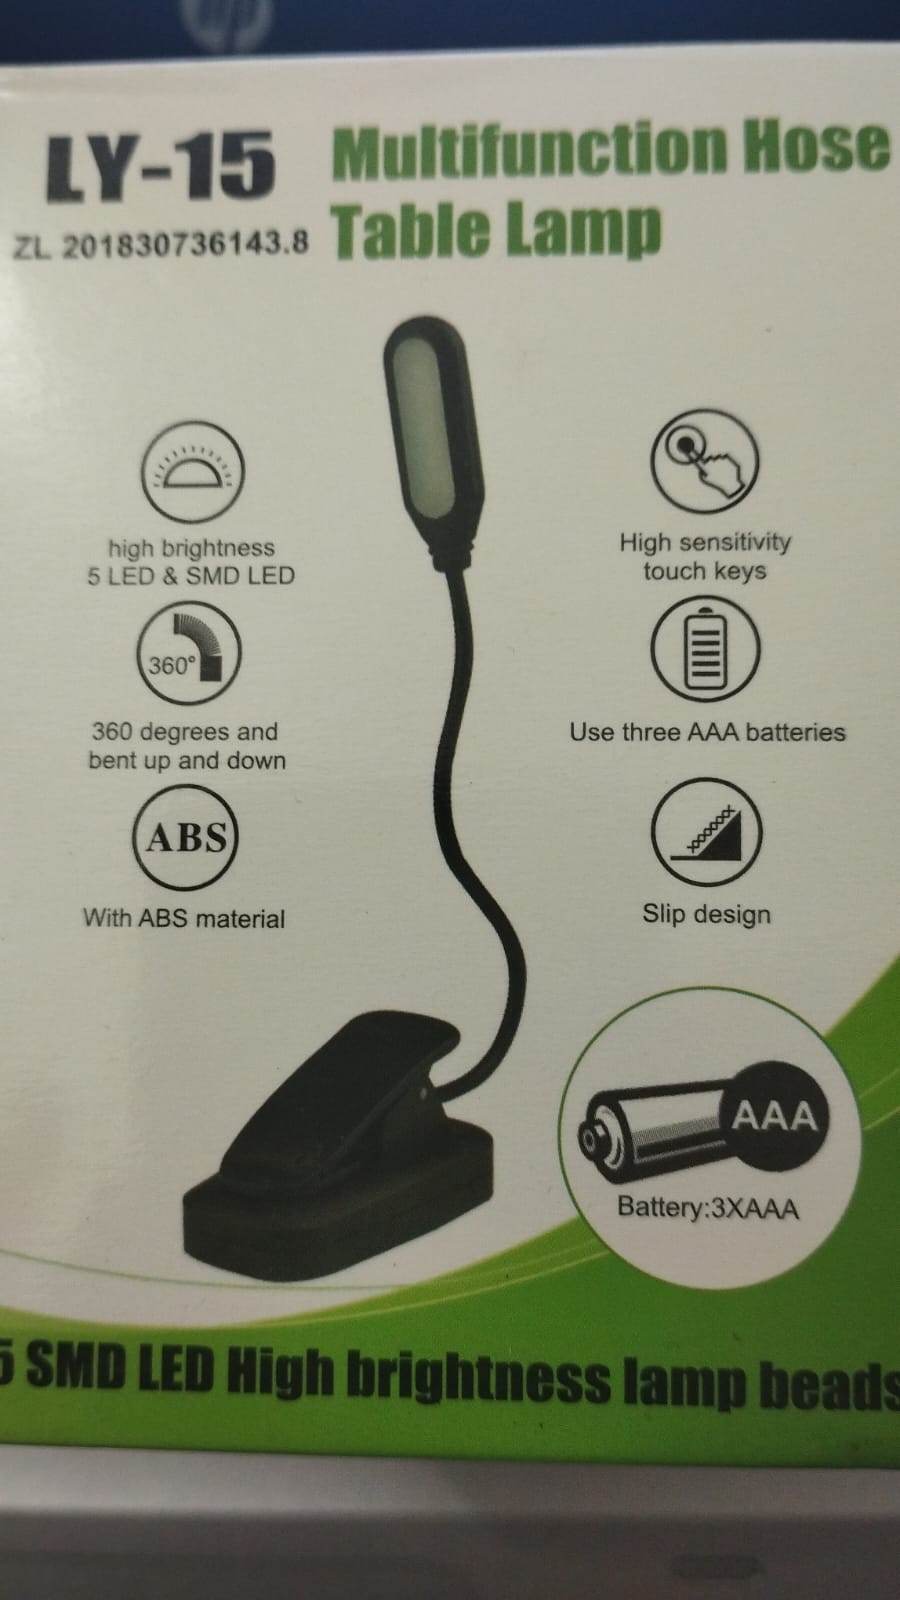 hp
LY-15
ZL 201830736143.8
Multifunction Hose
Table Lamp
high brightness
5 LED & SMD LED
360°
360 degrees and
bent up and down
ABS
With ABS material
High sensitivity
touch keys
Use three AAA batteries
Slip design
AAA
Battery:3XAAA
5 SMD LED High brightness lamp beads